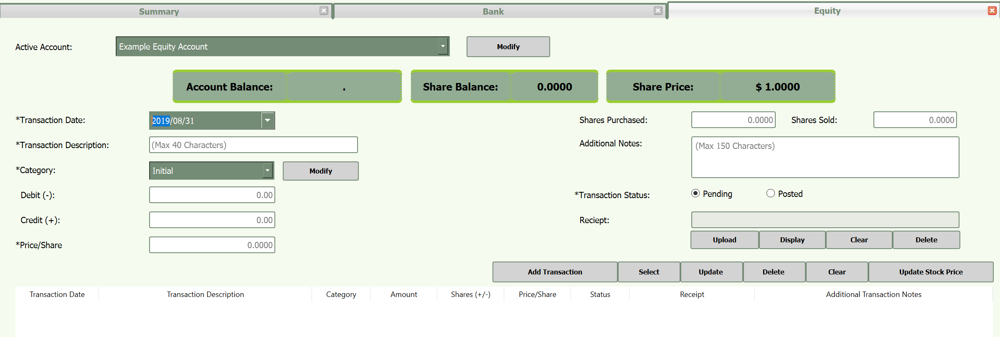 Summary Bank Equity
Active Account: Example Equity Account Modify
Account Balance: . Share Balance: 0.0000 Share Price: $ 1.0000
*Transaction Date: 2019/08/31 Shares Purchased: 0.0000 Shares Sold: 0.0000
*Transaction Description: (Max 40 Characters) Additional Notes: (Max 150 Characters)
*Category: Initial Modify
Debit (-): 0.00 *Transaction Status: Pending Posted
Credit (+): 0.00 Reciept:
*Price/Share 0.0000 Upload Display Clear Delete
Add Transaction Select Update Delete Clear Update Stock Price
Transaction Date Transaction Description Category Amount Shares (+/-) Price/Share Status Receipt Additional Transaction Notes